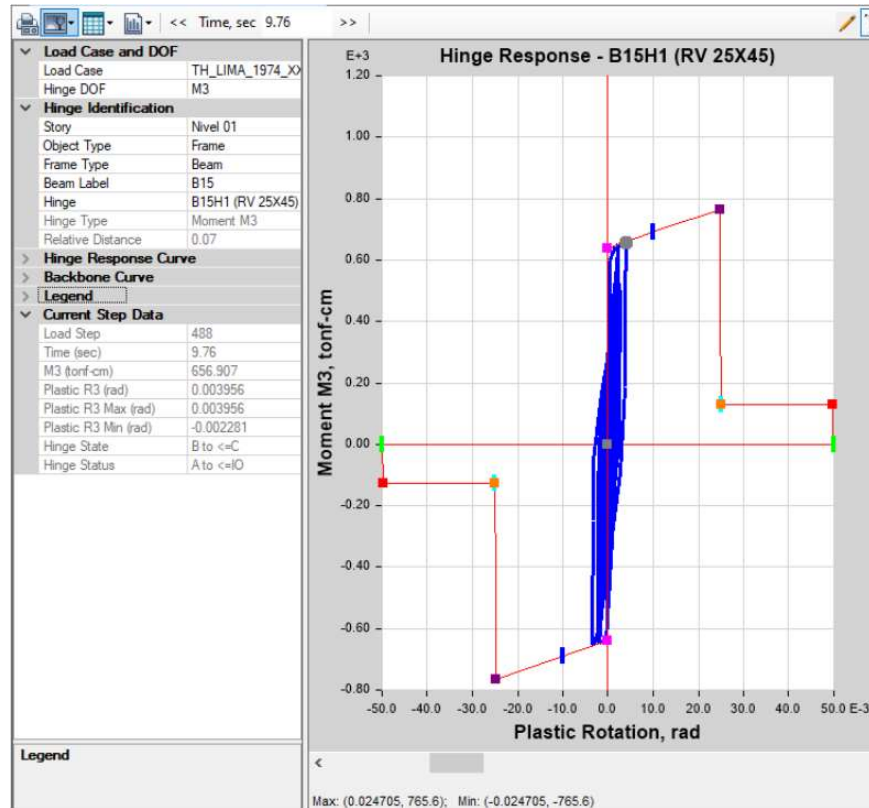 << Time, sec 9.76 >>
Load Case and DOF
Load Case TH_LIMA_1974_XX
Hinge DOF M3
Hinge Identification
Story Nivel 01
Object Type Frame
Frame Type Beam
Beam Label B15
Hinge B15H1 (RV 25X45)
Hinge Type Moment M3
Relative Distance 0.07
Hinge Response Curve
Backbone Curve
Legend
Current Step Data
Load Step 488
Time (sec) 9.76
M3 (tonf-cm) 656.907
Plastic R3 (rad) 0.003956
Plastic R3 Max (rad) 0.003956
Plastic R3 Min (rad) -0.002281
Hinge State B to <=C
Hinge Status A to <=IO
Legend
E+3
Hinge Response - B15H1 (RV 25X45)
1.20
1.00
0.80
0.60
0.40
0.20
0.00
-0.20
-0.40
-0.60
-0.80
Moment M3, tonf-cm
-50.0 -40.0 -30.0 -20.0 -10.0 0.0 10.0 20.0 30.0 40.0 50.0 E-3
Plastic Rotation, rad
<
Max: (0.024705, 765.6); Min: (-0.024705, -765.6)